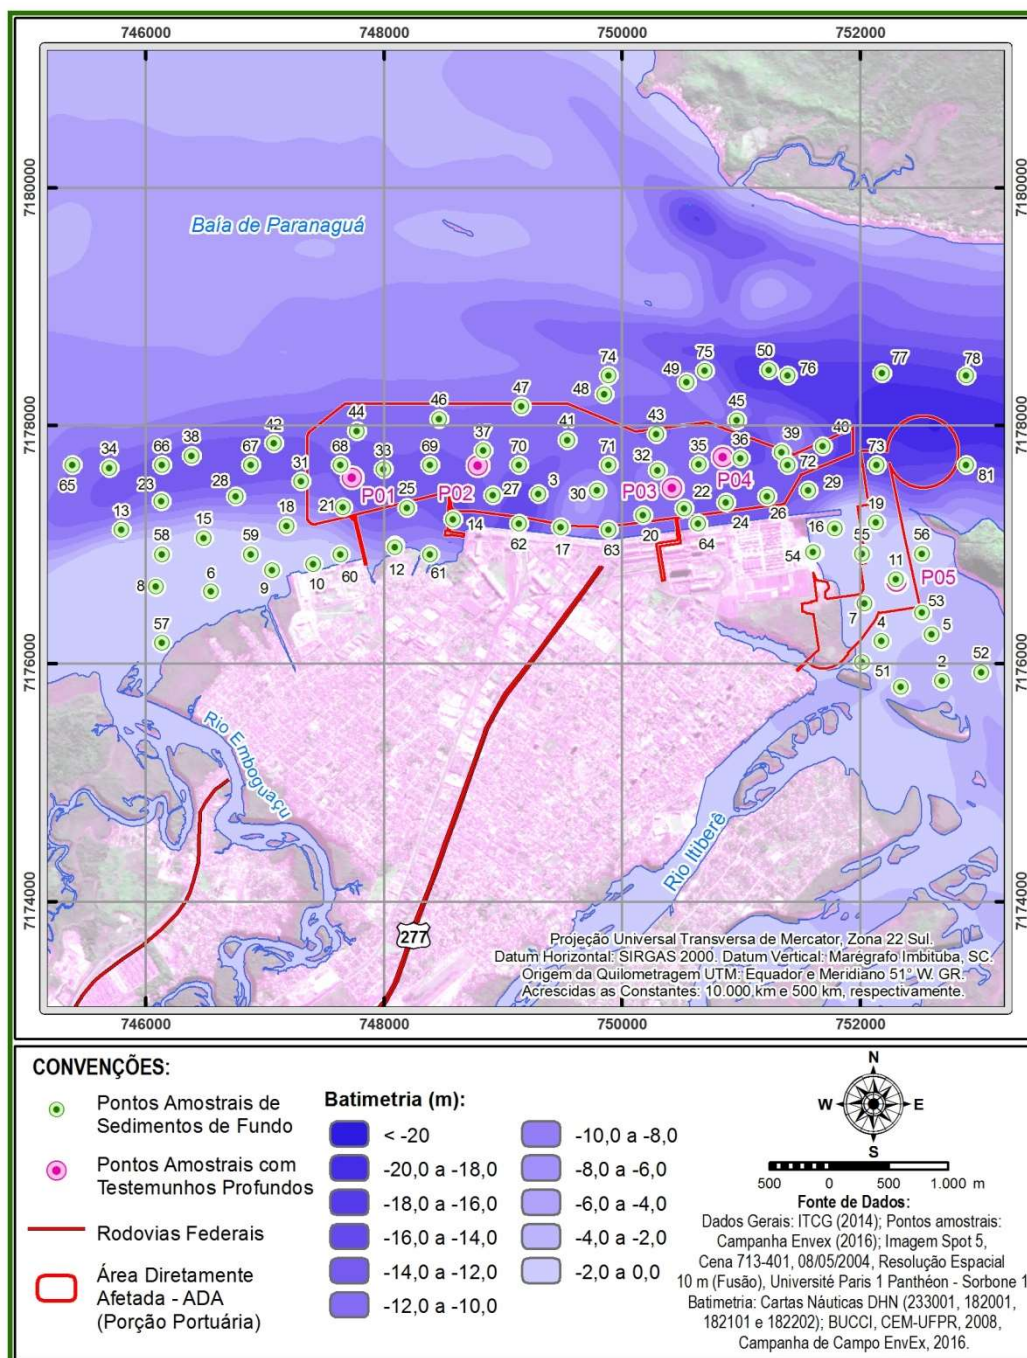 746000 748000 750000 752000
7180000 7180000
Baía de Paranaguá
74 75 50 76 77 78
48 49
47 46 44 42 41 43 45
34 66 38 67 68 33 69 37 70 71 32 35 36 39 40 73
7178000 7178000
65 23 28 31 P01 25 P02 27 3 30 P03 22 P04 72 29 81
13 58 15 18 21 14 62 17 63 20 64 24 26 16 19
8 6 59 9 10 60 12 61 54 55 11 56 P05
57 7 4 53 5
7176000 7176000
51 2 52
Rio Emboguaçu
Rio Itiberê
7174000 7174000
277
Projeção Universal Transversa de Mercator, Zona 22 Sul.
Datum Horizontal: SIRGAS 2000. Datum Vertical: Marégrafo Imbituba, SC.
Origem da Quilometragem UTM: Equador e Meridiano 51° W. GR.
Acrescidas as Constantes: 10.000 km e 500 km, respectivamente.
746000 748000 750000 752000
CONVENÇÕES:
Pontos Amostrais de
Sedimentos de Fundo
Pontos Amostrais com
Testemunhos Profundos
Rodovias Federais
Área Diretamente
Afetada - ADA
(Porção Portuária)
Batimetria (m):
< -20
-20,0 a -18,0
-18,0 a -16,0
-16,0 a -14,0
-14,0 a -12,0
-12,0 a -10,0
-10,0 a -8,0
-8,0 a -6,0
-6,0 a -4,0
-4,0 a -2,0
-2,0 a 0,0
N
W E
S
500 0 500 1.000 m
Fonte de Dados:
Dados Gerais: ITCG (2014); Pontos amostrais:
Campanha Envex (2016); Imagem Spot 5,
Cena 713-401, 08/05/2004, Resolução Espacial
10 m (Fusão), Université Paris 1 Panthéon - Sorbone 1
Batimetria: Cartas Náuticas DHN (233001, 182001,
182101 e 182202); BUCCI, CEM-UFPR, 2008,
Campanha de Campo EnvEx, 2016.